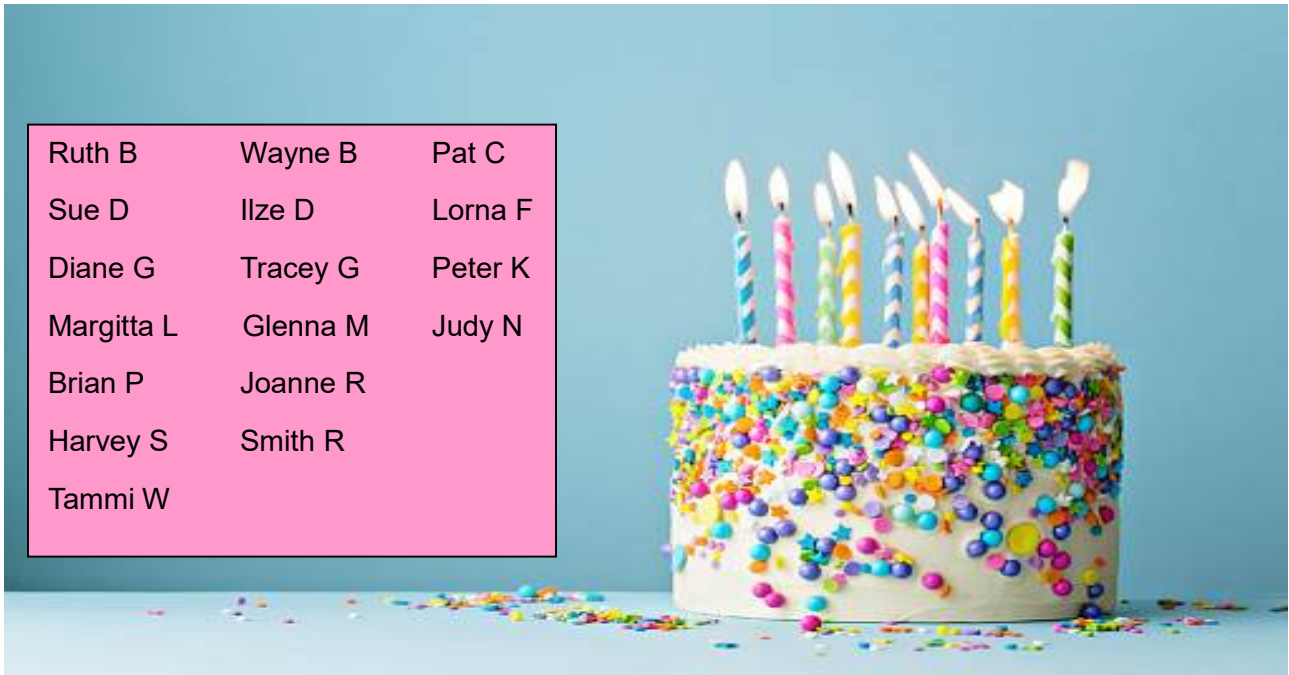 Ruth B Wayne B Pat C
Sue D Ilze D Lorna F
Diane G Tracey G Peter K
Margitta L Glenna M Judy N
Brian P Joanne R
Harvey S Smith R
Tammi W